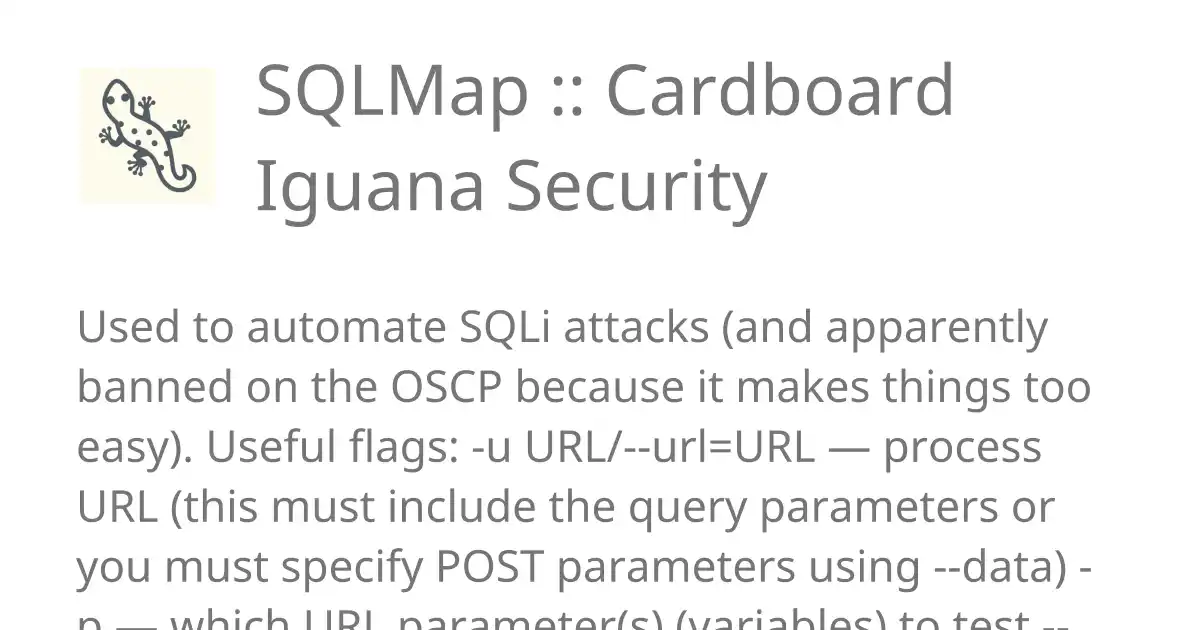 SQLMap :: Cardboard
Iguana Security
Used to automate SQLi attacks (and apparently
banned on the OSCP because it makes things too
easy). Useful flags: -u URL/--url=URL — process
URL (this must include the query parameters or
you must specify POST parameters using --data) -
p — which URL parameter(s) (variables) to test --